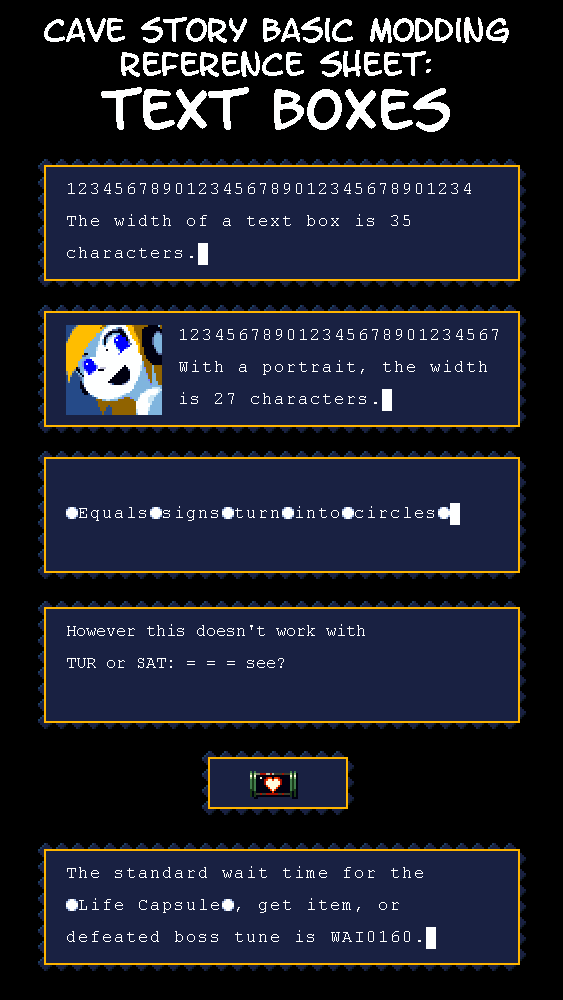 CAVE STORY BASIC MODDING
REFERENCE SHEET:
TEXT BOXES
1234567890123456789012345678901234
The width of a text box is 35
characters.
123456789012345678901234567
With a portrait, the width
is 27 characters.
●Equals●signs●turn●into●circles●
However this doesn't work with
TUR or SAT: = = = see?
The standard wait time for the
●Life Capsule●, get item, or
defeated boss tune is WAI0160.